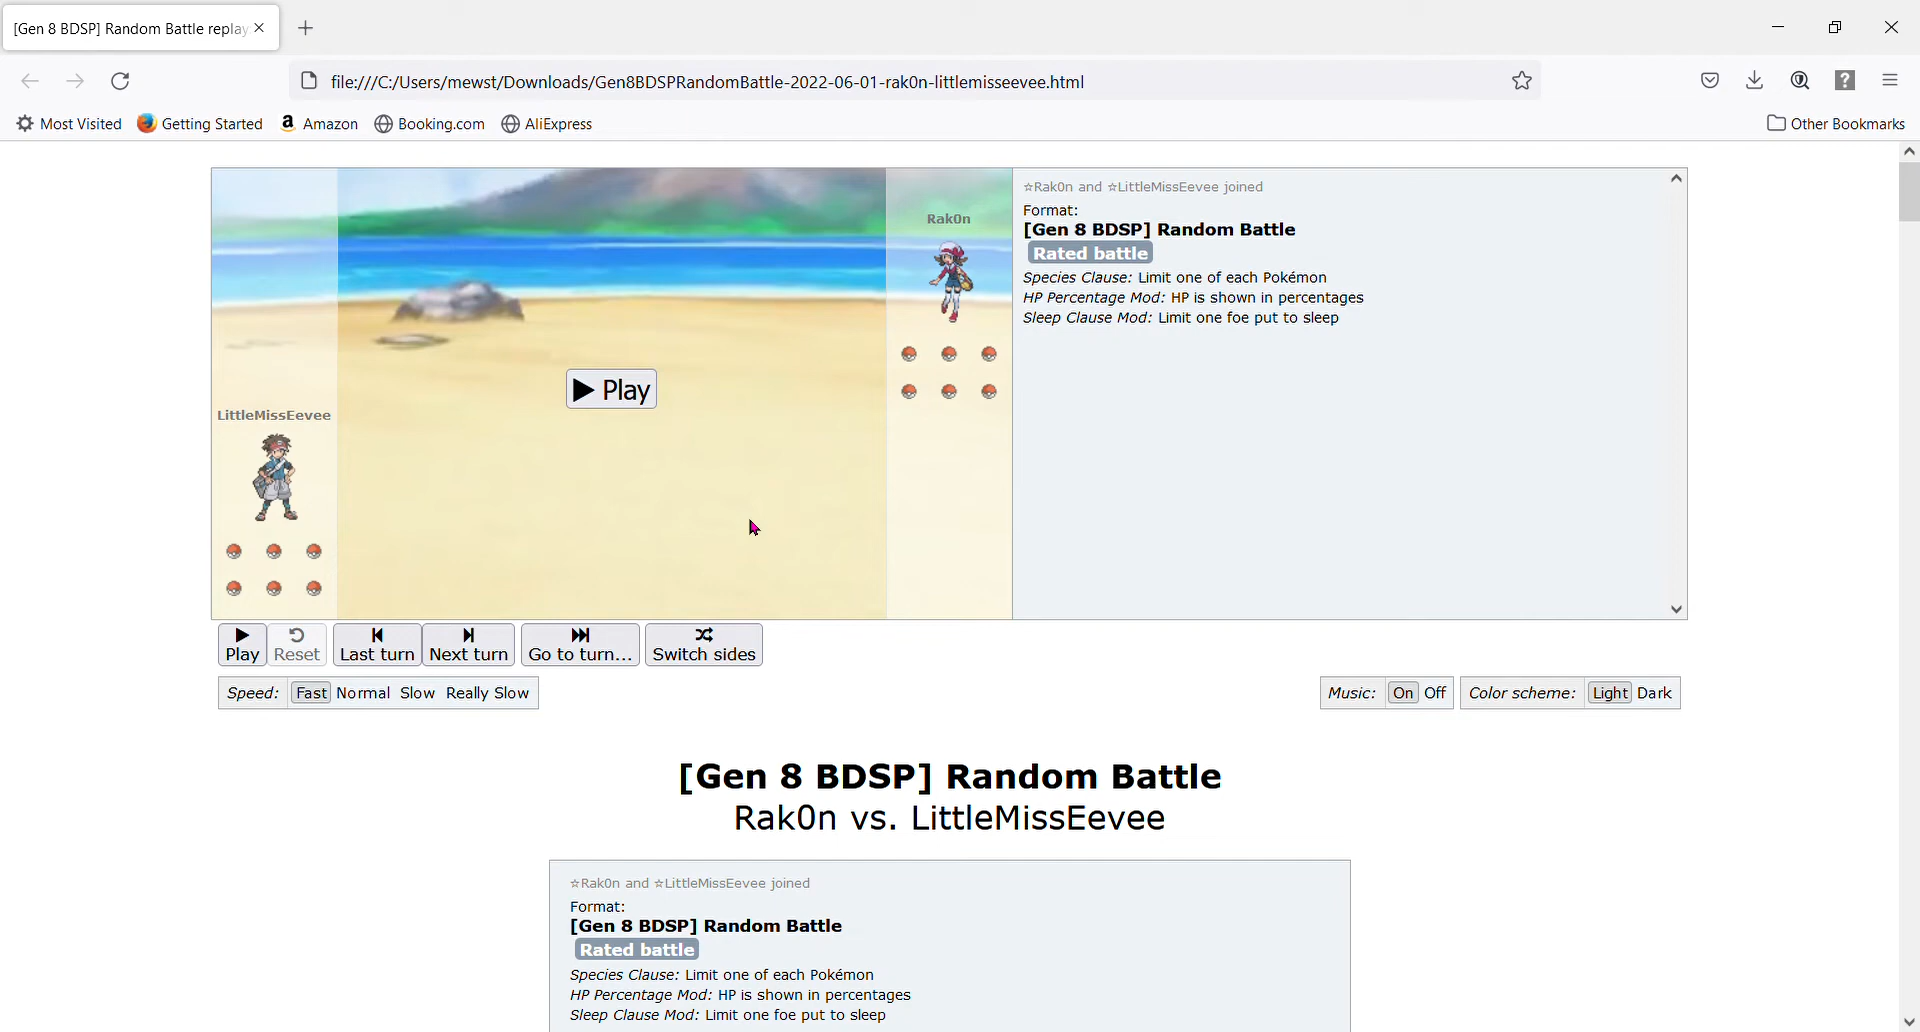 [Gen 8 BDSP] Random Battle replay
file:///C:/Users/mewst/Downloads/Gen8BDSPRandomBattle-2022-06-01-rak0n-littlemisseevee.html
Most Visited Getting Started Amazon Booking.com AliExpress Other Bookmarks
Rak0n
LittleMissEevee
Play
☆Rak0n and ☆LittleMissEevee joined
Format:
[Gen 8 BDSP] Random Battle
Rated battle
Species Clause: Limit one of each Pokémon
HP Percentage Mod: HP is shown in percentages
Sleep Clause Mod: Limit one foe put to sleep
Play Reset Last turn Next turn Go to turn... Switch sides
Speed: Fast Normal Slow Really Slow Music: On Off Color scheme: Light Dark
[Gen 8 BDSP] Random Battle
Rak0n vs. LittleMissEevee
☆Rak0n and ☆LittleMissEevee joined
Format:
[Gen 8 BDSP] Random Battle
Rated battle
Species Clause: Limit one of each Pokémon
HP Percentage Mod: HP is shown in percentages
Sleep Clause Mod: Limit one foe put to sleep